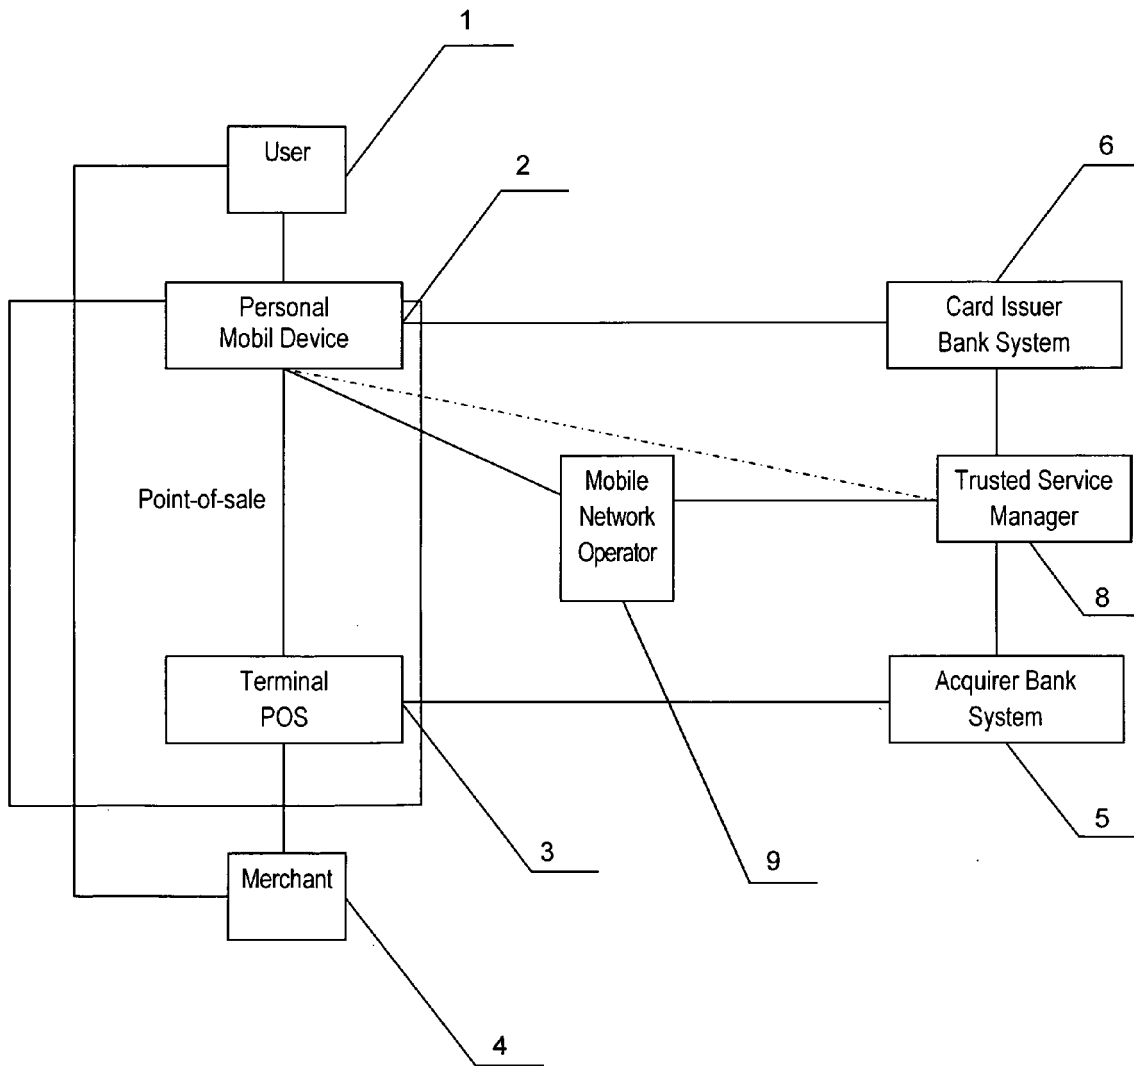 1
User
2
6
Personal
Mobil Device
Card Issuer
Bank System
Point-of-sale
Mobile
Network
Operator
Trusted Service
Manager
8
Terminal
POS
Acquirer Bank
System
5
3
9
Merchant
4